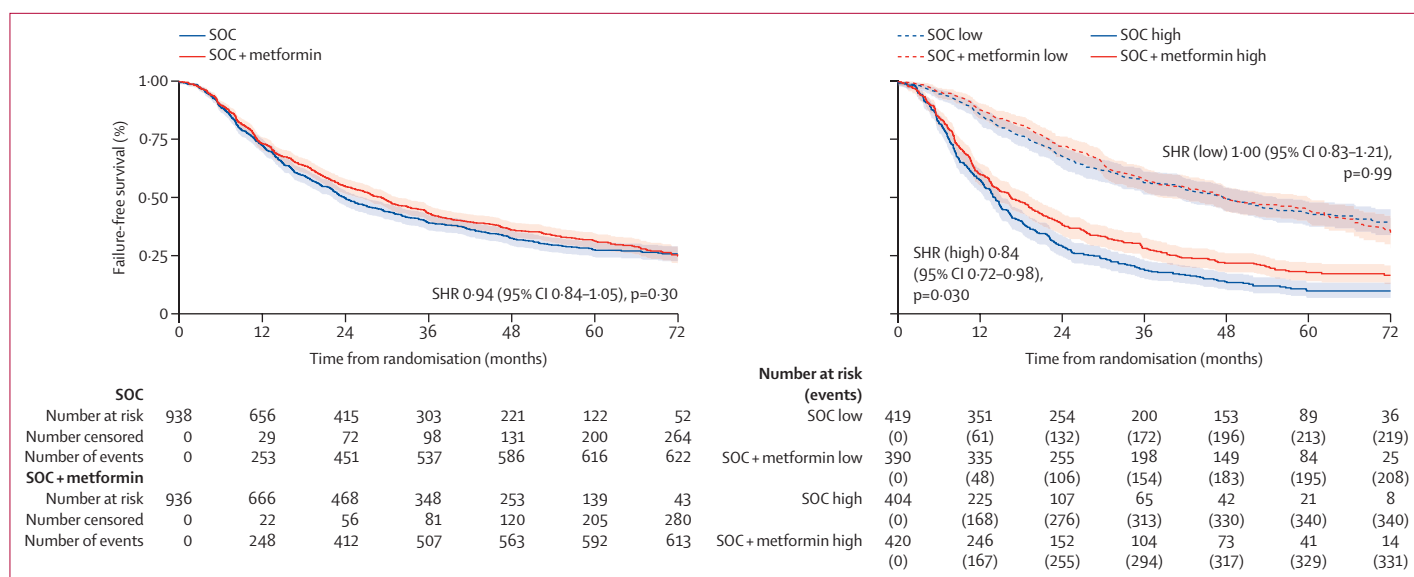 SOC
SOC + metformin
1·00
0·75
0·50
0·25
0
Failure-free survival (%)
SHR 0·94 (95% CI 0·84–1·05), p=0·30
0 12 24 36 48 60 72
Time from randomisation (months)
SOC
Number at risk 938 656 415 303 221 122 52
Number censored 0 29 72 98 131 200 264
Number of events 0 253 451 537 586 616 622
SOC + metformin
Number at risk 936 666 468 348 253 139 43
Number censored 0 22 56 81 120 205 280
Number of events 0 248 412 507 563 592 613
SOC low SOC high
SOC + metformin low SOC + metformin high
SHR (low) 1·00 (95% CI 0·83–1·21),
p=0·99
SHR (high) 0·84
(95% CI 0·72–0·98),
p=0·030
0 12 24 36 48 60 72
Time from randomisation (months)
Number at risk
(events)
SOC low 419 351 254 200 153 89 36
(0) (61) (132) (172) (196) (213) (219)
SOC + metformin low 390 335 255 198 149 84 25
(0) (48) (106) (154) (183) (195) (208)
SOC high 404 225 107 65 42 21 8
(0) (168) (276) (313) (330) (340) (340)
SOC + metformin high 420 246 152 104 73 41 14
(0) (167) (255) (294) (317) (329) (331)